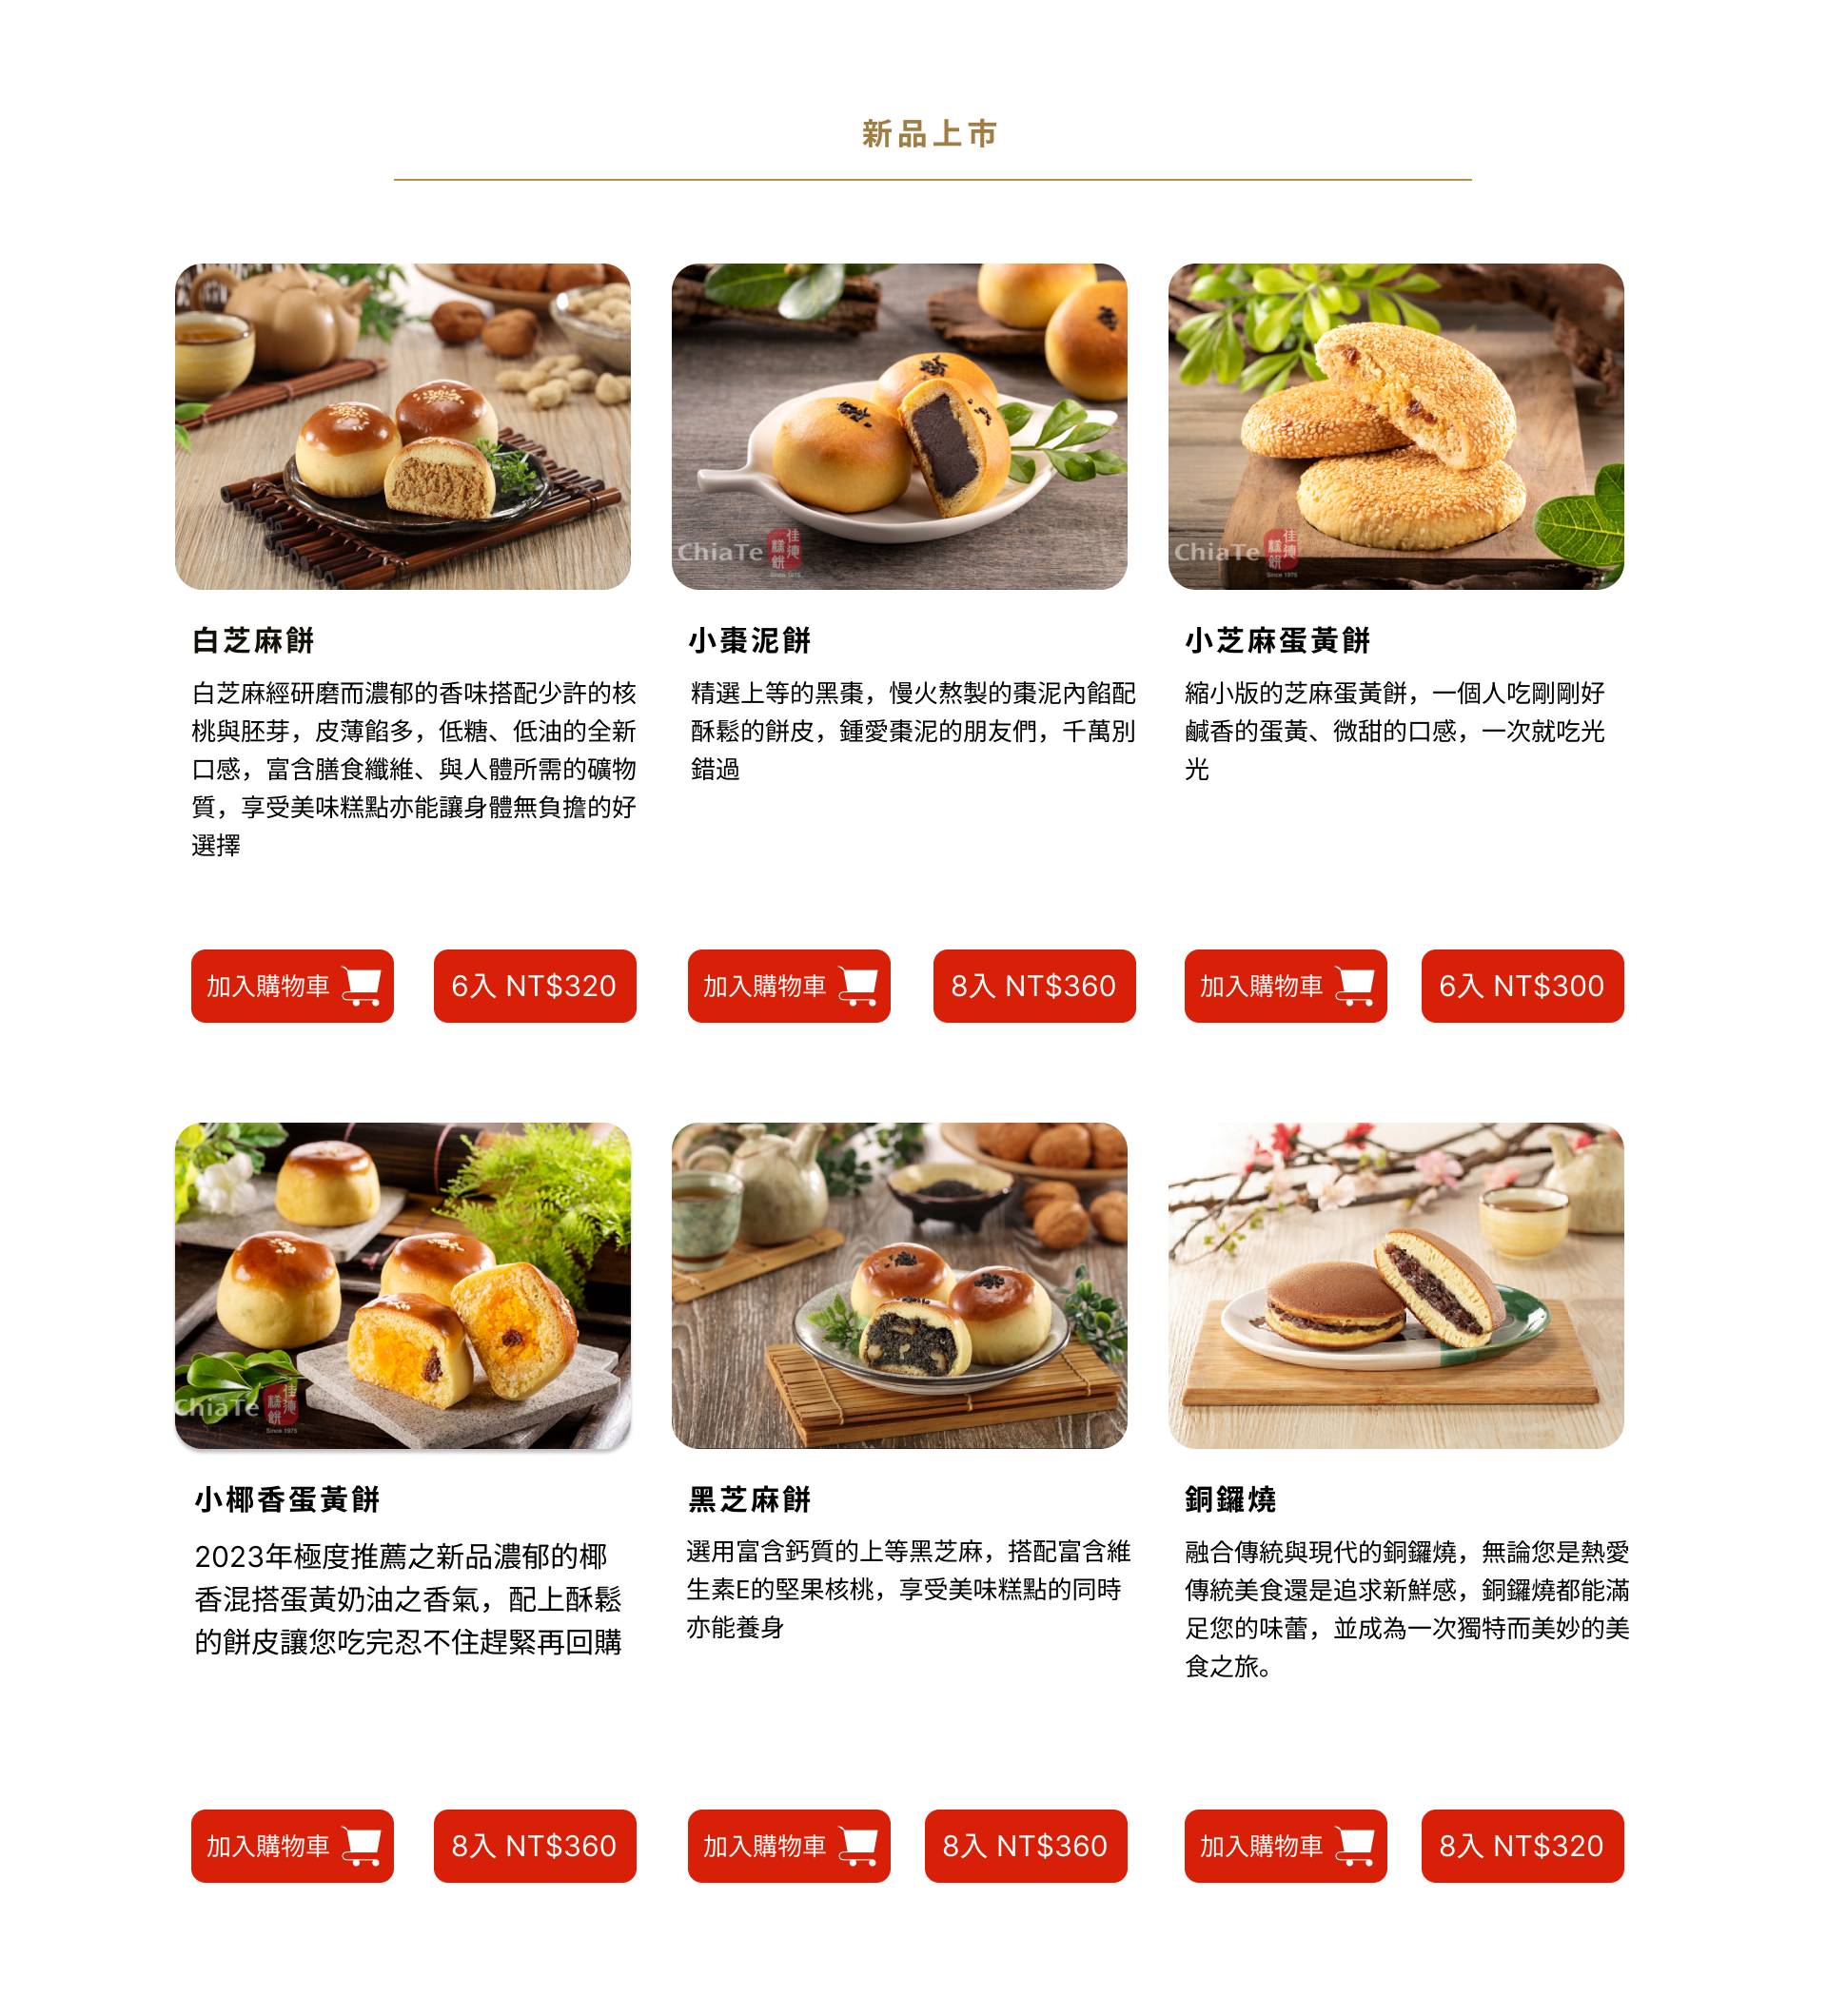 新品上市
ChiaTe 佳德糕餅
Since 1975
ChiaTe 佳德糕餅
Since 1975
白芝麻餅
白芝麻經研磨而濃郁的香味搭配少許的核
桃與胚芽，皮薄餡多，低糖、低油的全新
口感，富含膳食纖維、與人體所需的礦物
質，享受美味糕點亦能讓身體無負擔的好
選擇
小棗泥餅
精選上等的黑棗，慢火熬製的棗泥內餡配
酥鬆的餅皮，鍾愛棗泥的朋友們，千萬別
錯過
小芝麻蛋黃餅
縮小版的芝麻蛋黃餅，一個人吃剛剛好
鹹香的蛋黃、微甜的口感，一次就吃光
光
加入購物車
6入 NT$320
加入購物車
8入 NT$360
加入購物車
6入 NT$300
ChiaTe 佳德糕餅
Since 1975
小椰香蛋黃餅
2023年極度推薦之新品濃郁的椰
香混搭蛋黃奶油之香氣，配上酥鬆
的餅皮讓您吃完忍不住趕緊再回購
黑芝麻餅
選用富含鈣質的上等黑芝麻，搭配富含維
生素E的堅果核桃，享受美味糕點的同時
亦能養身
銅鑼燒
融合傳統與現代的銅鑼燒，無論您是熱愛
傳統美食還是追求新鮮感，銅鑼燒都能滿
足您的味蕾，並成為一次獨特而美妙的美
食之旅。
加入購物車
8入 NT$360
加入購物車
8入 NT$360
加入購物車
8入 NT$320